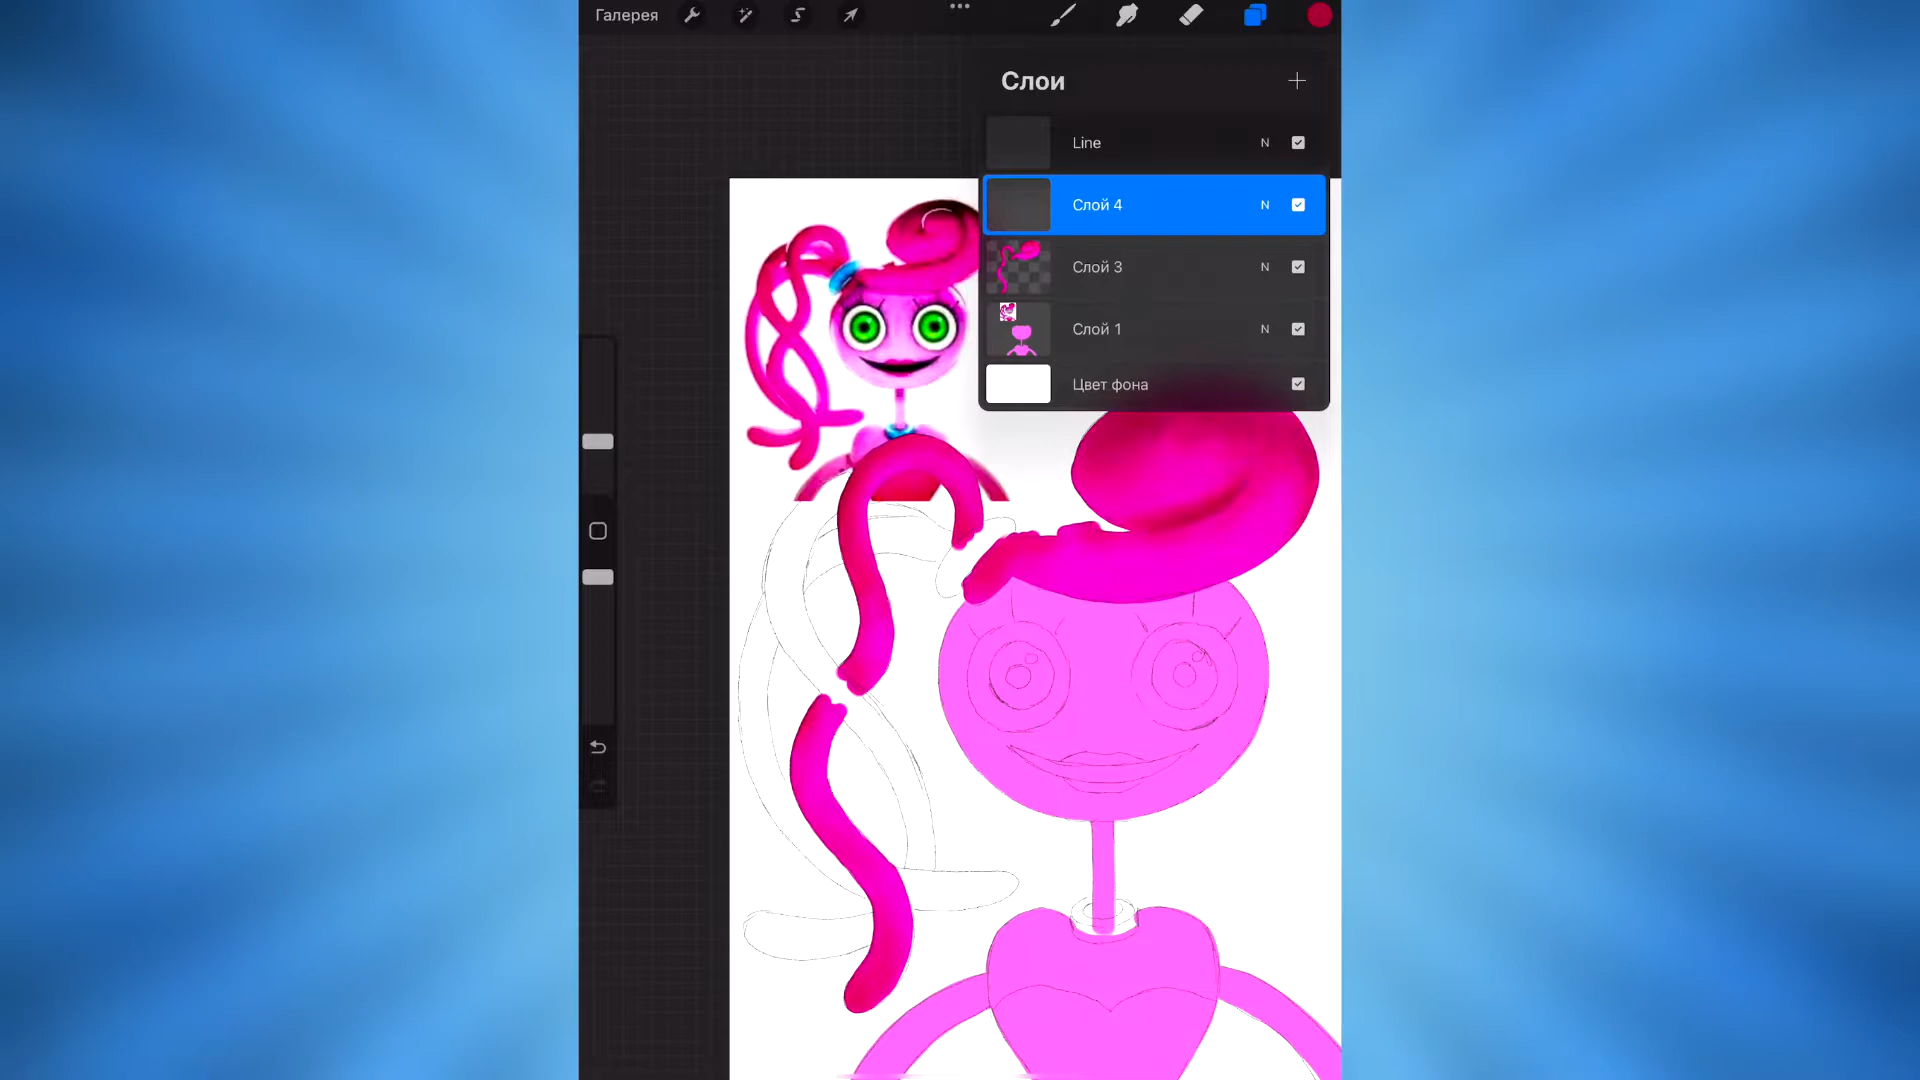 Галерея
Слои
Line N
Слой 4 N
Слой 3 N
Слой 1 N
Цвет фона